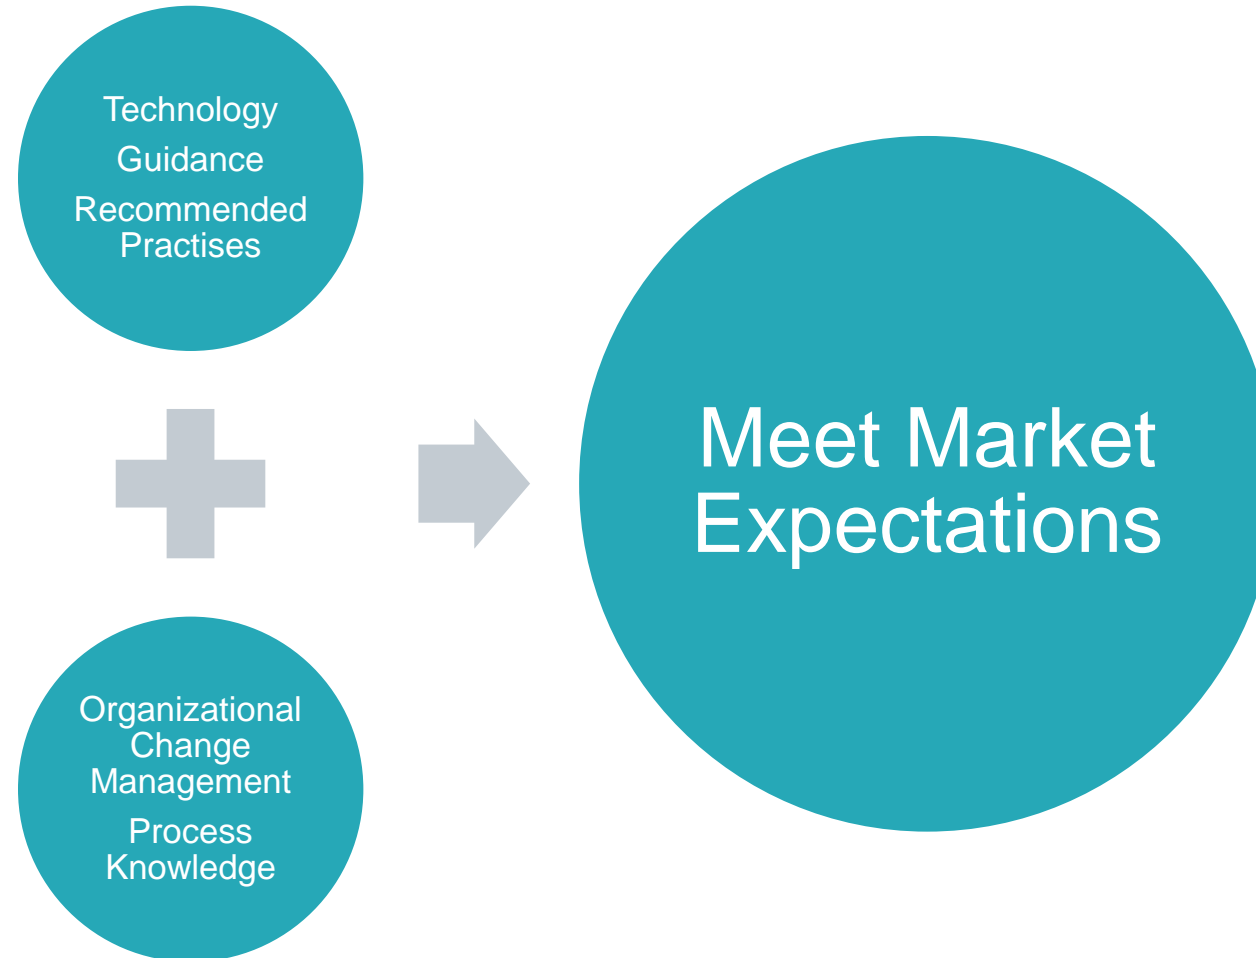 Technology
Guidance
Recommended
Practises
Organizational
Change
Management
Process
Knowledge
Meet Market
Expectations